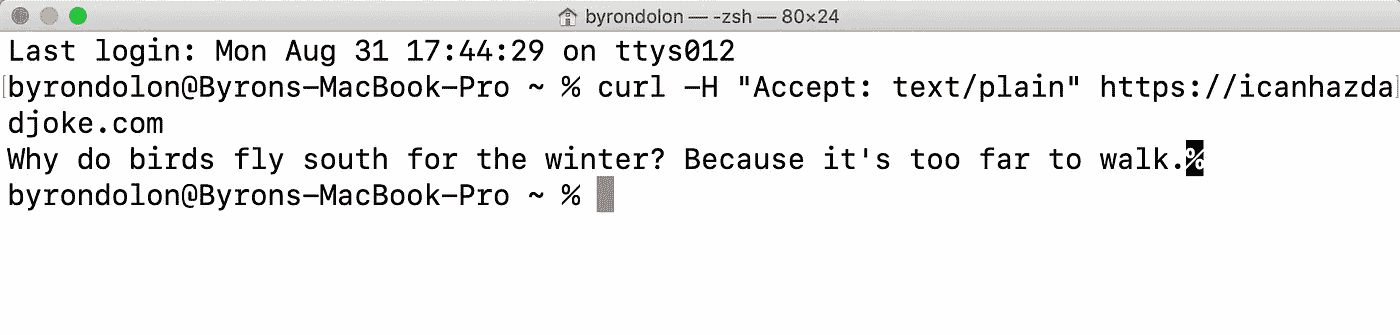 byrondolon — -zsh — 80×24
Last login: Mon Aug 31 17:44:29 on ttys012
byrondolon@Byrons-MacBook-Pro ~ % curl -H "Accept: text/plain" https://icanhazda
djoke.com
Why do birds fly south for the winter? Because it's too far to walk.%
byrondolon@Byrons-MacBook-Pro ~ %